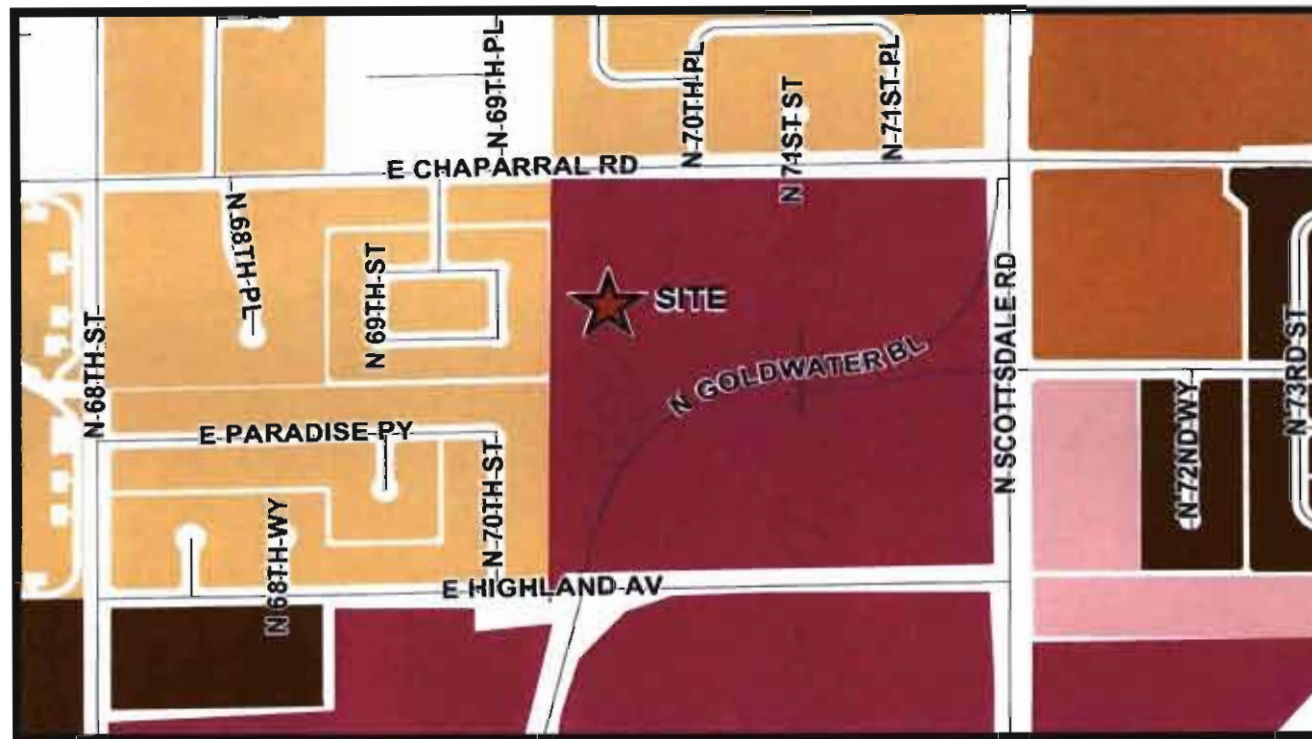 N 69TH PL
N 70TH PL
N 71ST ST
N 71ST PL
E CHAPARRAL RD
N 68TH PL
N 69TH ST
SITE
N 68TH ST
N GOLDWATER BL
N SCOTTSDALE RD
E PARADISE PY
N 70TH ST
N 72ND WY
N 73RD ST
N 68TH WY
E HIGHLAND AV